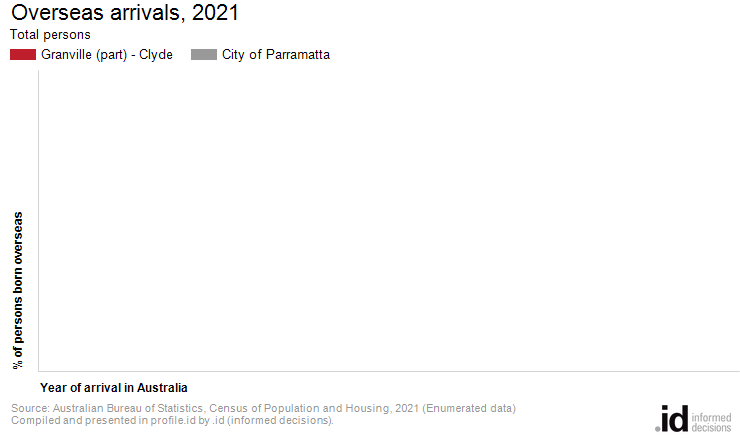 Overseas arrivals, 2021
Total persons
Granville (part) - Clyde City of Parramatta
% of persons born overseas
Year of arrival in Australia
Source: Australian Bureau of Statistics, Census of Population and Housing, 2021 (Enumerated data)
Compiled and presented in profile.id by .id (informed decisions).
.id informed
decisions